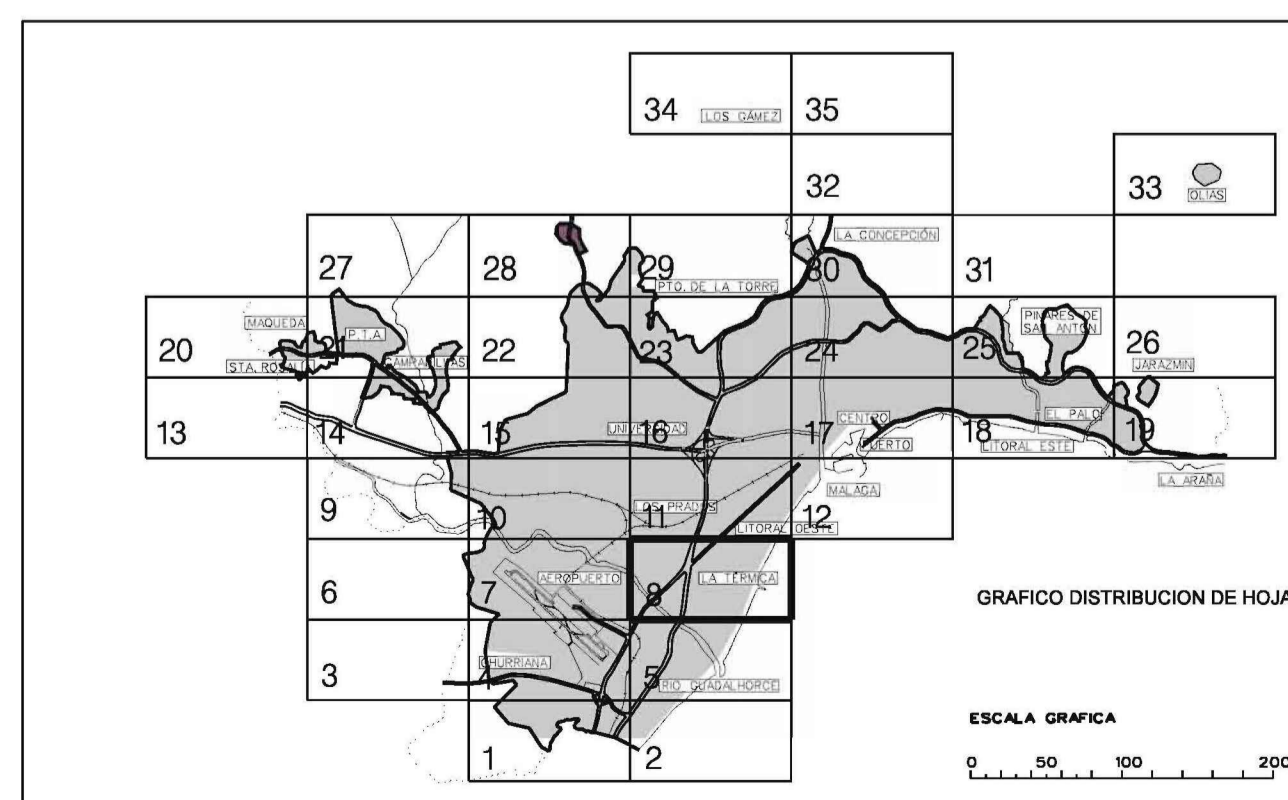 34 LOS GÁMEZ 35
32 33
OLIAS
LA CONCEPCIÓN
27 28 29 30 31
PTO. DE LA TORRE
MAQUEDA P.T.A. PINARES DE SAN ANTÓN
20 21 22 23 24 25 26
STA. ROSALÍA CAMPANILLAS JARAZMIN
CENTRO EL PALO
13 14 15 UNIVERSIDAD 16 17 18 19
PUERTO LITORAL ESTE
MALAGA LA ARAÑA
9 10 LOS PRADOS 11 12
LITORAL OESTE
6 7 AEROPUERTO 8 LA TÉRMICA
GRAFICO DISTRIBUCION DE HOJA
CHURRIANA
3 5 RIO GUADALHORCE
ESCALA GRAFICA
1 2
0 50 100 200